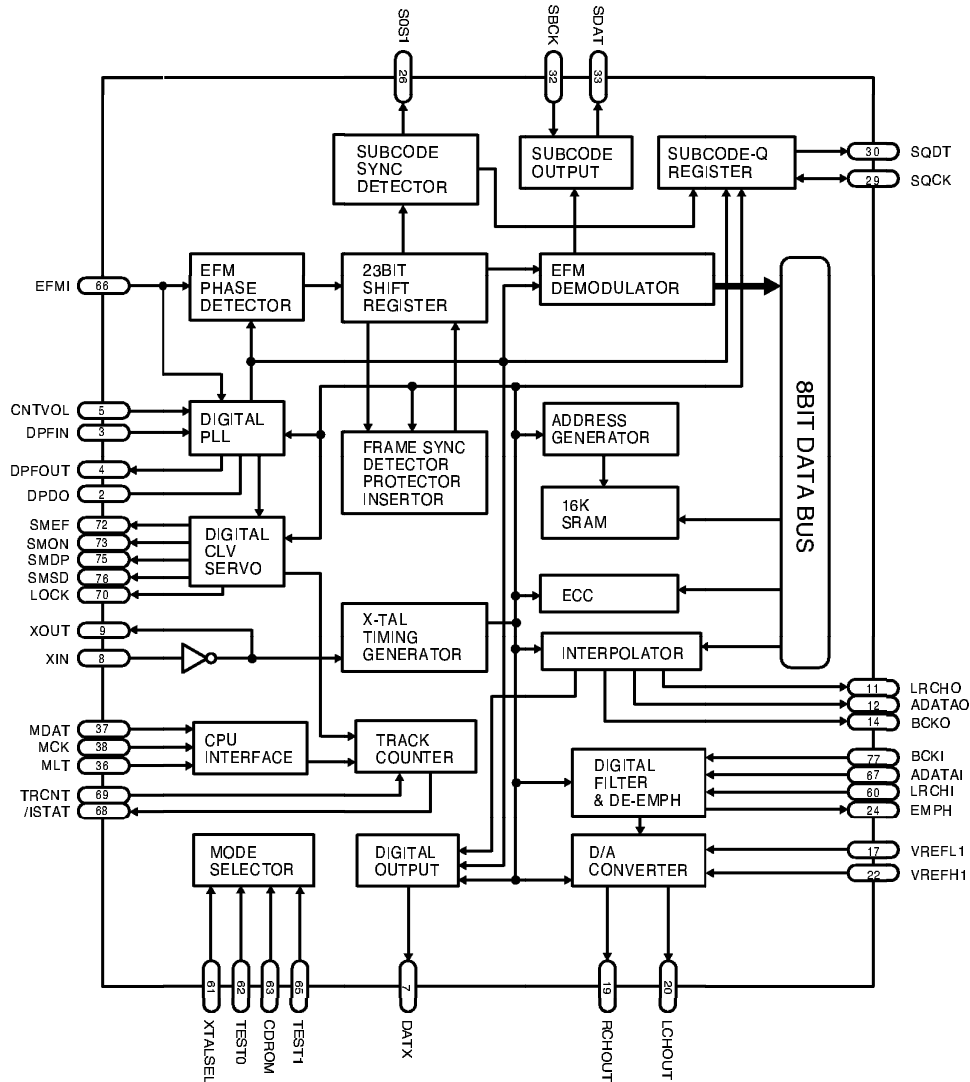 S0S1
SBCK
SDAT
26
32
33
SUBCODE
SYNC
DETECTOR
SUBCODE
OUTPUT
SUBCODE-Q
REGISTER
30 SQDT
29 SQCK
EFMI 66
EFM
PHASE
DETECTOR
23BIT
SHIFT
REGISTER
EFM
DEMODULATOR
8BIT DATA BUS
CNTVOL 5
DPFIN 3
DPFOUT 4
DPDO 2
DIGITAL
PLL
FRAME SYNC
DETECTOR
PROTECTOR
INSERTOR
ADDRESS
GENERATOR
16K
SRAM
SMEF 72
SMON 73
SMDP 75
SMSD 76
LOCK 70
DIGITAL
CLV
SERVO
ECC
XOUT 9
XIN 8
X-TAL
TIMING
GENERATOR
INTERPOLATOR
11 LRCHO
12 ADATAO
14 BCKO
MDAT 37
MCK 38
MLT 36
CPU
INTERFACE
TRACK
COUNTER
TRCNT 69
/ISTAT 68
DIGITAL
FILTER
& DE-EMPH
77 BCKI
67 ADATAI
60 LRCHI
24 EMPH
MODE
SELECTOR
DIGITAL
OUTPUT
D/A
CONVERTER
17 VREFL1
22 VREFH1
61
62
63
65
7
19
20
XTALSEL
TEST0
CDROM
TEST1
DATX
RCHOUT
LCHOUT